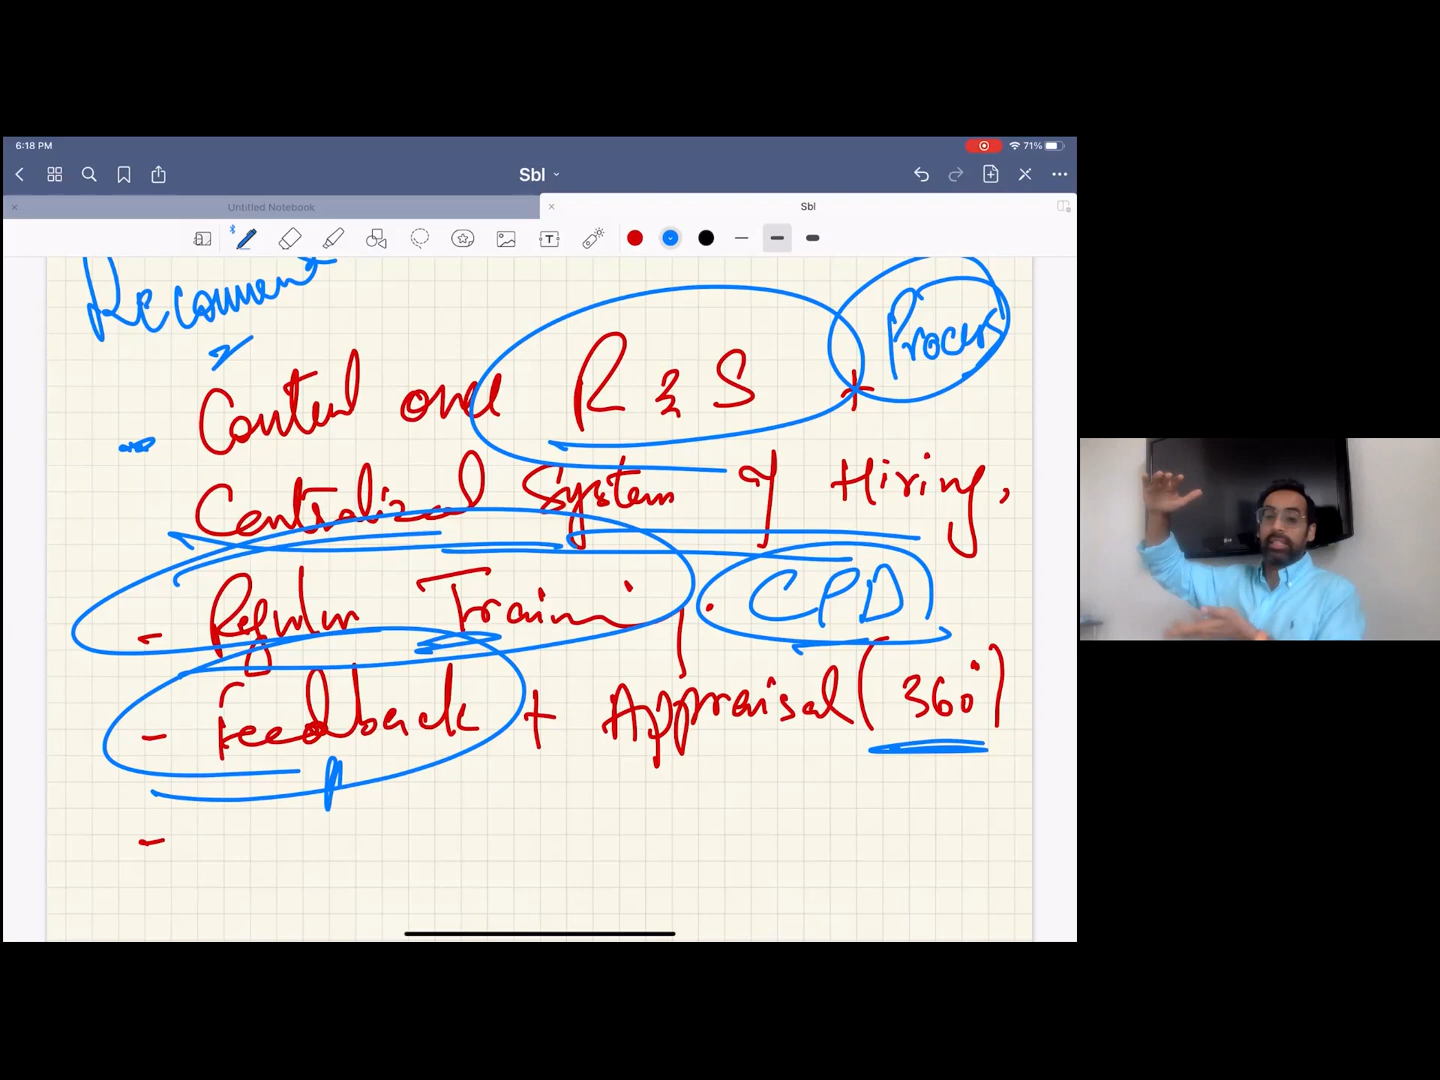 6:18 PM
71%
Sbl
Untitled Notebook
Sbl
T
Recomment
Process
- Control over R & S +
Centralized System of Hiring,
- Regular Training. CPD
- Feedback + Appraisal (360°)
-